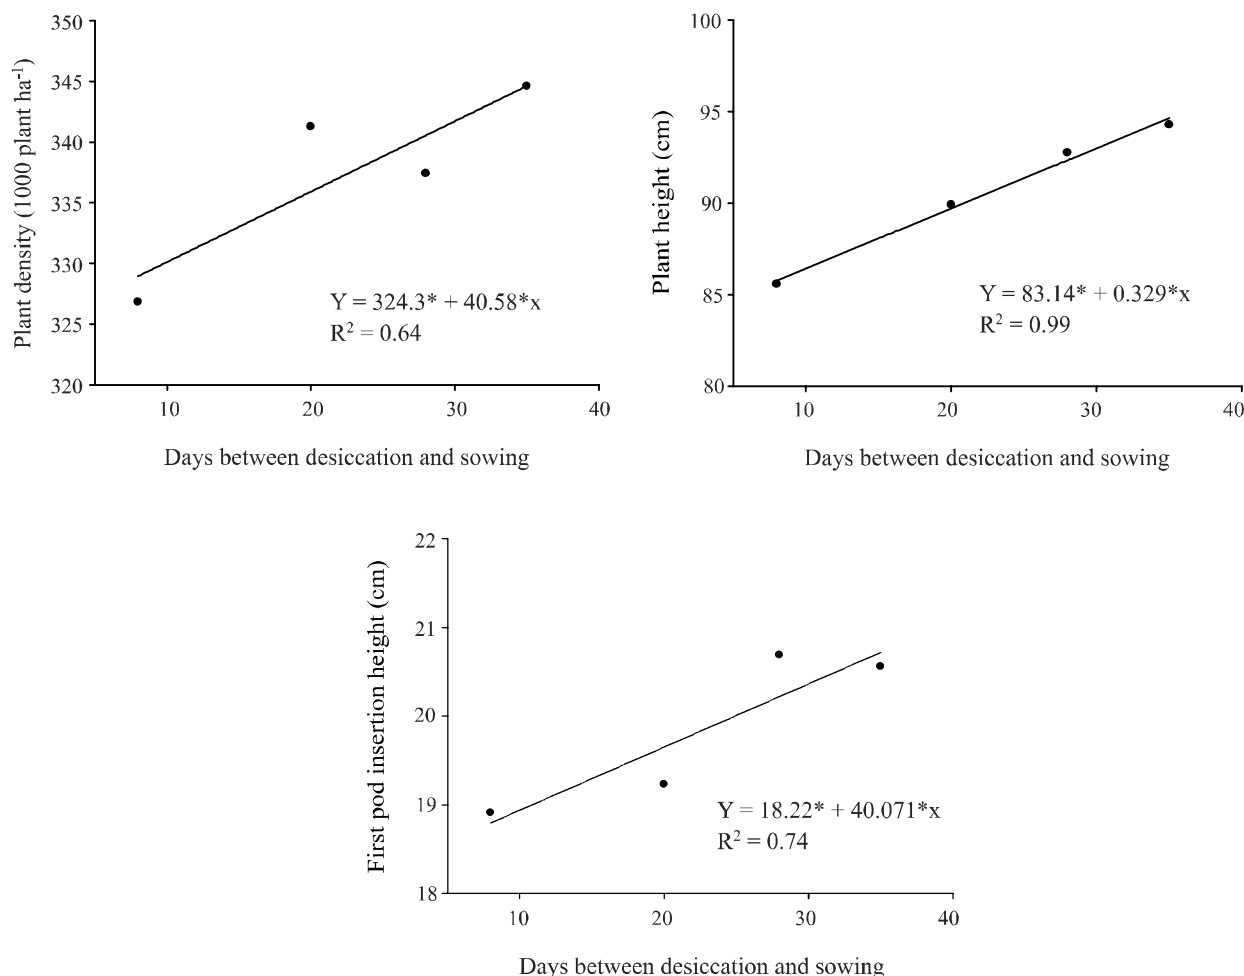 Plant density (1000 plant ha⁻¹)
350
345
340
335
330
325
320
Y = 324.3* + 40.58*x
R² = 0.64
10 20 30 40
Days between desiccation and sowing
Plant height (cm)
100
95
90
85
80
Y = 83.14* + 0.329*x
R² = 0.99
10 20 30 40
Days between desiccation and sowing
First pod insertion height (cm)
22
21
20
19
18
Y = 18.22* + 40.071*x
R² = 0.74
10 20 30 40
Days between desiccation and sowing